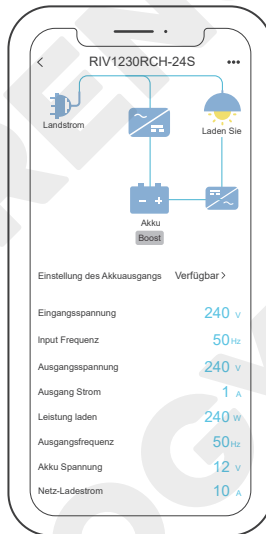 RIV1230RCH-24S
Landstrom
Laden Sie
Akku
Boost
Einstellung des Akkuausgangs Verfügbar >
Eingangsspannung 240 V
Input Frequenz 50 Hz
Ausgangsspannung 240 V
Ausgang Strom 1 A
Leistung laden 240 W
Ausgangsfrequenz 50 Hz
Akku Spannung 12 V
Netz-Ladestrom 10 A